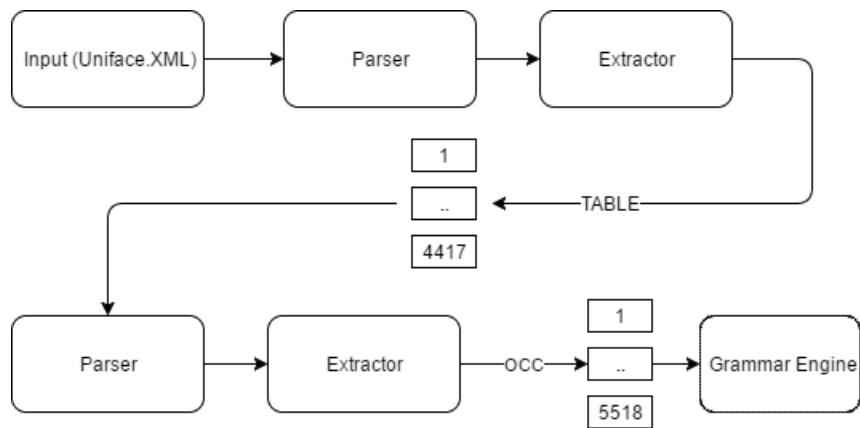 Input (Uniface.XML)
Parser
Extractor
1
..
TABLE
4417
Parser
Extractor
OCC
1
..
5518
Grammar Engine